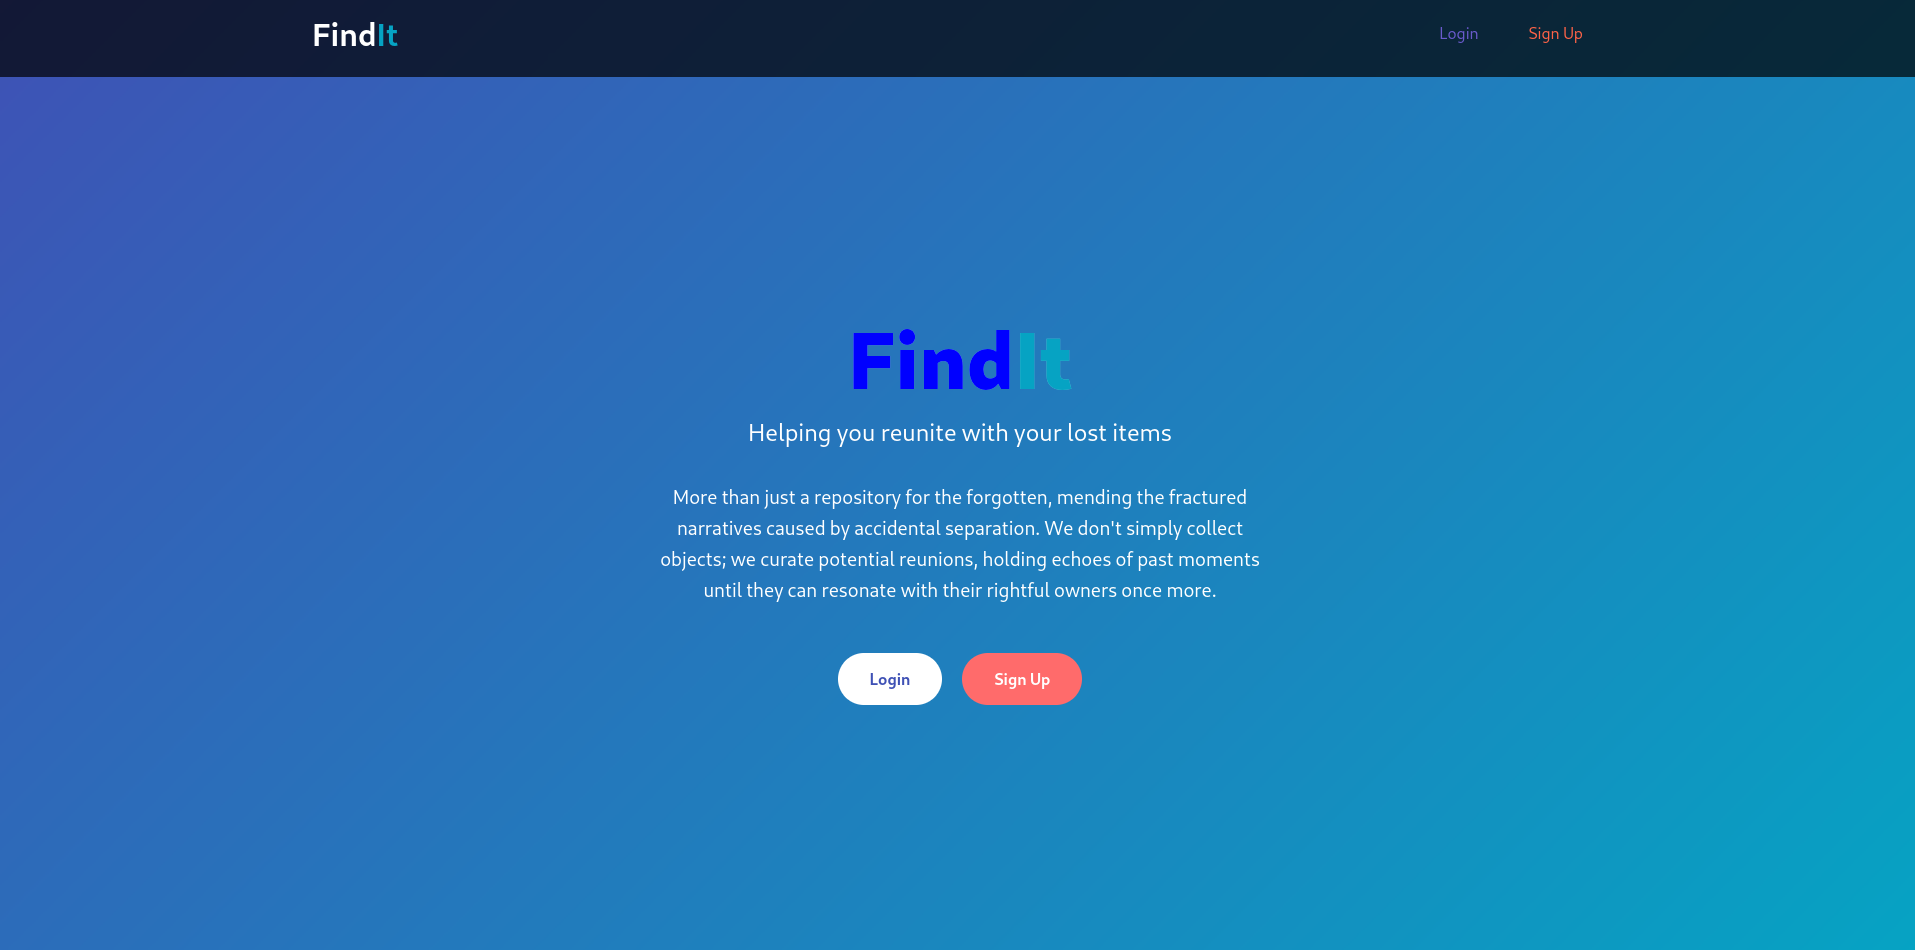 FindIt
Login
Sign Up
FindIt
Helping you reunite with your lost items
More than just a repository for the forgotten, mending the fractured
narratives caused by accidental separation. We don't simply collect
objects; we curate potential reunions, holding echoes of past moments
until they can resonate with their rightful owners once more.
Login
Sign Up